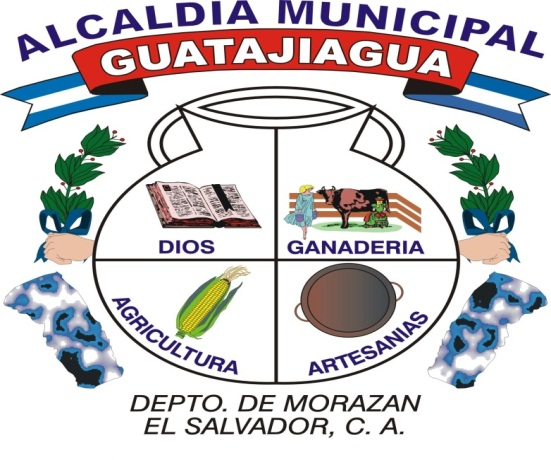 ALCALDIA MUNICIPAL
GUATAJIAGUA
DIOS
GANADERIA
AGRICULTURA
ARTESANIAS
DEPTO. DE MORAZAN
EL SALVADOR, C. A.